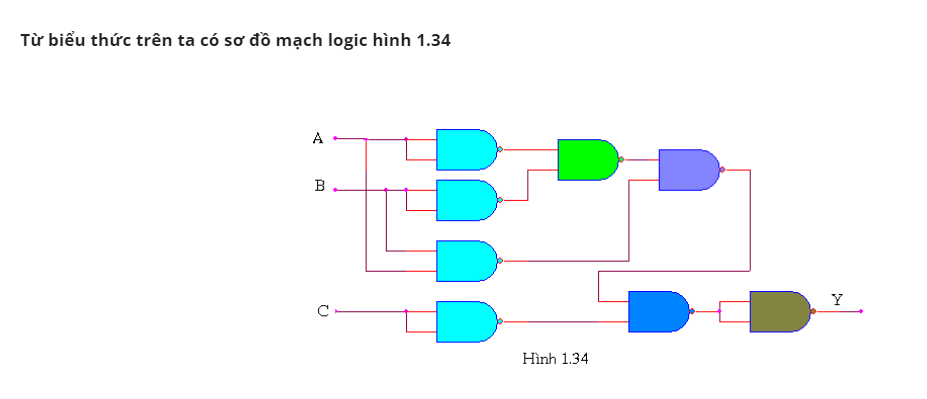 Từ biểu thức trên ta có sơ đồ mạch logic hình 1.34
A
B
C
Y
Hình 1.34